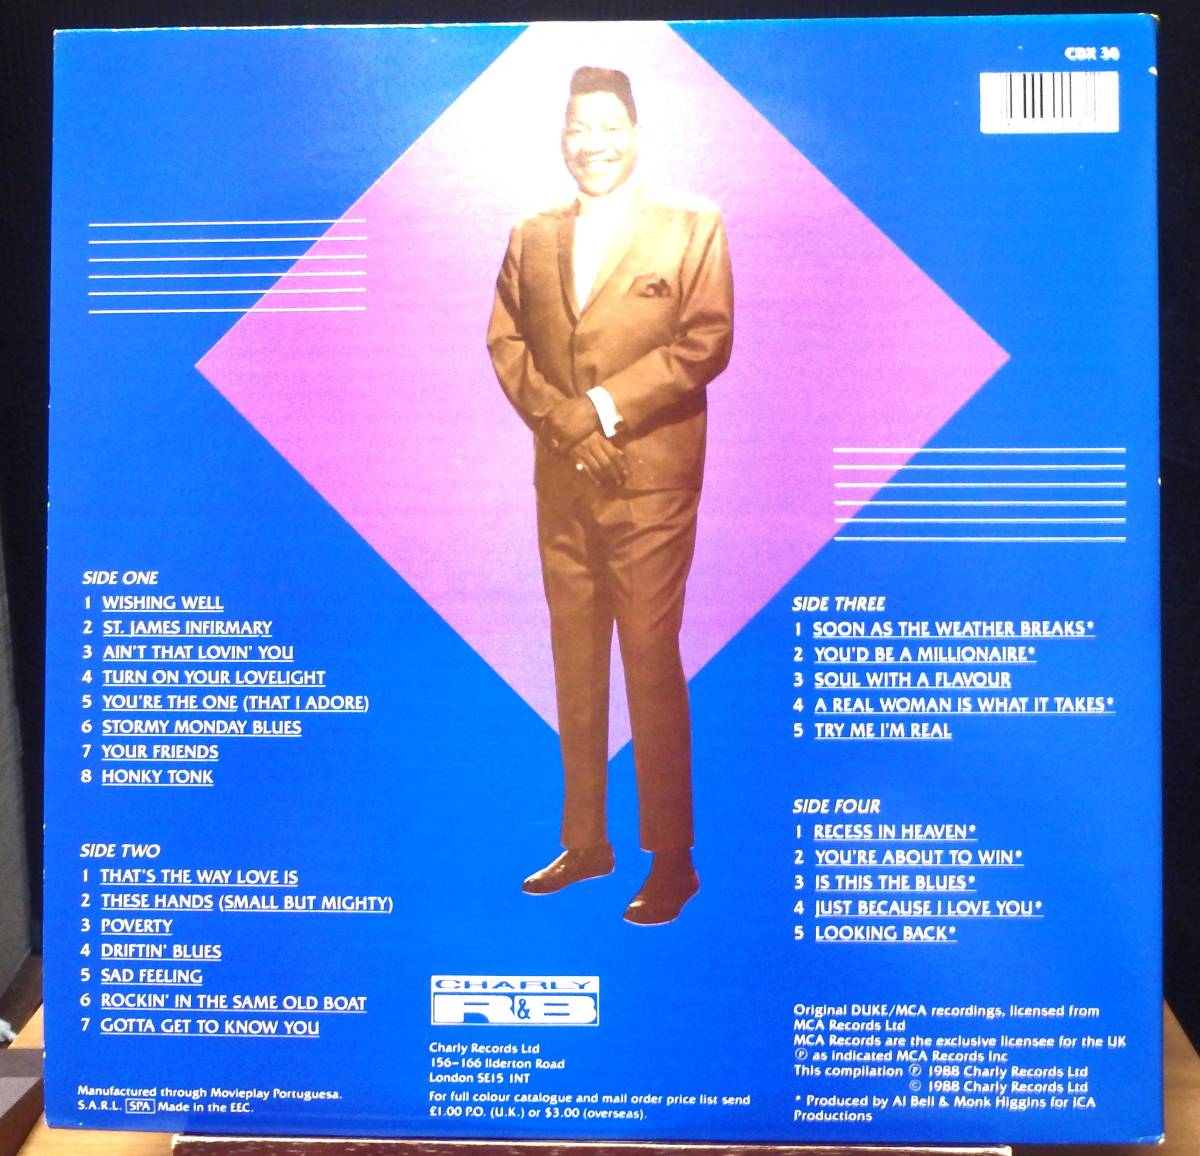 CDX 30
SIDE ONE
1 WISHING WELL
2 ST. JAMES INFIRMARY
3 AIN'T THAT LOVIN' YOU
4 TURN ON YOUR LOVELIGHT
5 YOU'RE THE ONE (THAT I ADORE)
6 STORMY MONDAY BLUES
7 YOUR FRIENDS
8 HONKY TONK
SIDE TWO
1 THAT'S THE WAY LOVE IS
2 THESE HANDS (SMALL BUT MIGHTY)
3 POVERTY
4 DRIFTIN' BLUES
5 SAD FEELING
6 ROCKIN' IN THE SAME OLD BOAT
7 GOTTA GET TO KNOW YOU
Manufactured through Movieplay Portuguesa.
S.A.R.L. SPA Made in the EEC.
CHARLY
R&B
Charly Records Ltd
156–166 Ilderton Road
London SE15 1NT
For full colour catalogue and mail order price list send
£1.00 P.O. (U.K.) or $3.00 (overseas).
SIDE THREE
1 SOON AS THE WEATHER BREAKS*
2 YOU'D BE A MILLIONAIRE*
3 SOUL WITH A FLAVOUR
4 A REAL WOMAN IS WHAT IT TAKES*
5 TRY ME I'M REAL
SIDE FOUR
1 RECESS IN HEAVEN*
2 YOU'RE ABOUT TO WIN*
3 IS THIS THE BLUES*
4 JUST BECAUSE I LOVE YOU*
5 LOOKING BACK*
Original DUKE/MCA recordings, licensed from
MCA Records Ltd
MCA Records are the exclusive licensee for the UK
℗ as indicated MCA Records Inc
This compilation ℗ 1988 Charly Records Ltd
© 1988 Charly Records Ltd
* Produced by Al Bell & Monk Higgins for ICA
Productions